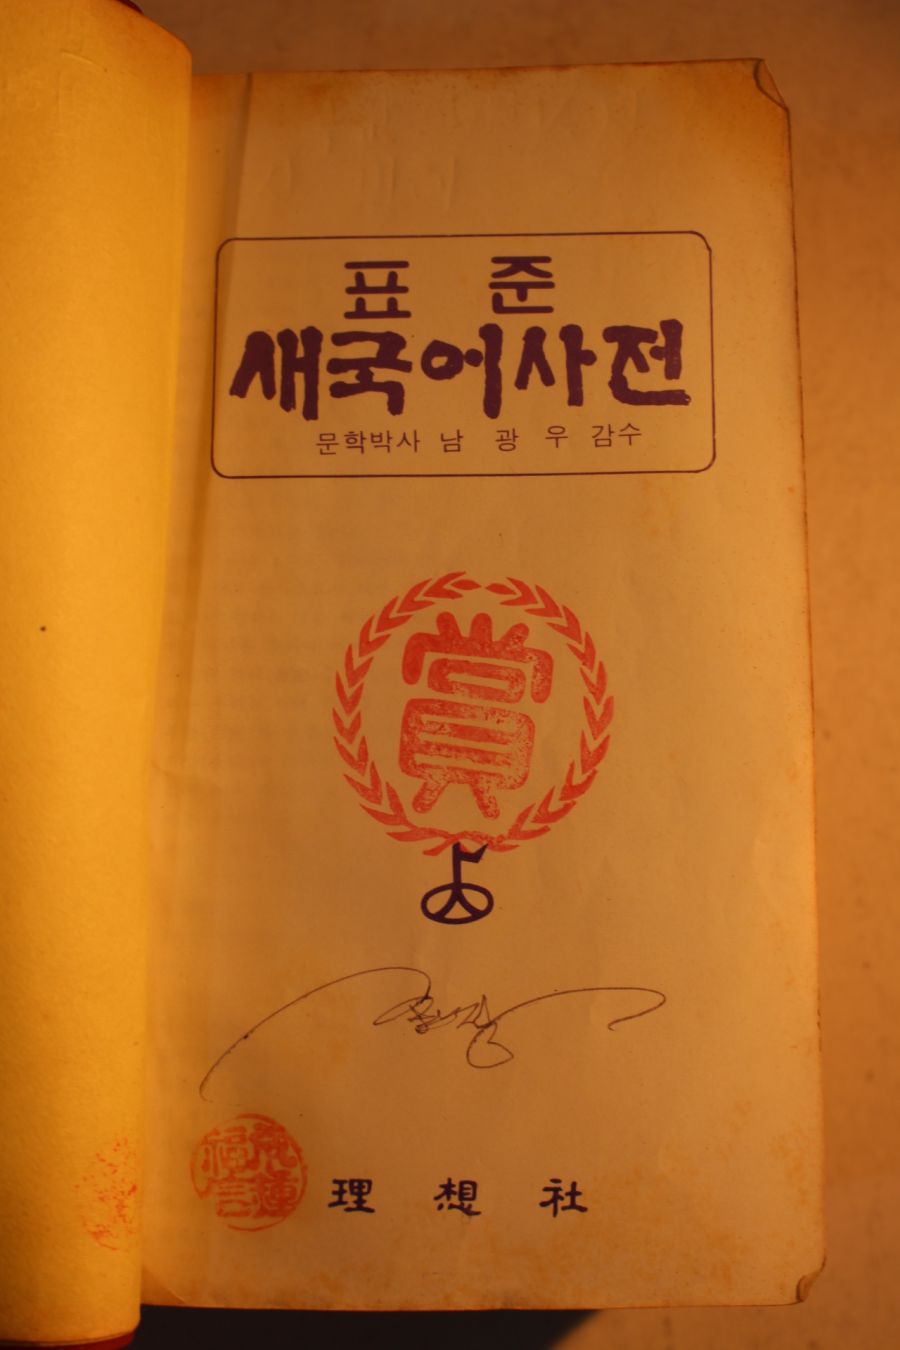 표 준
새국어사전
문학박사 남 광 우 감수
賞
理 想 社